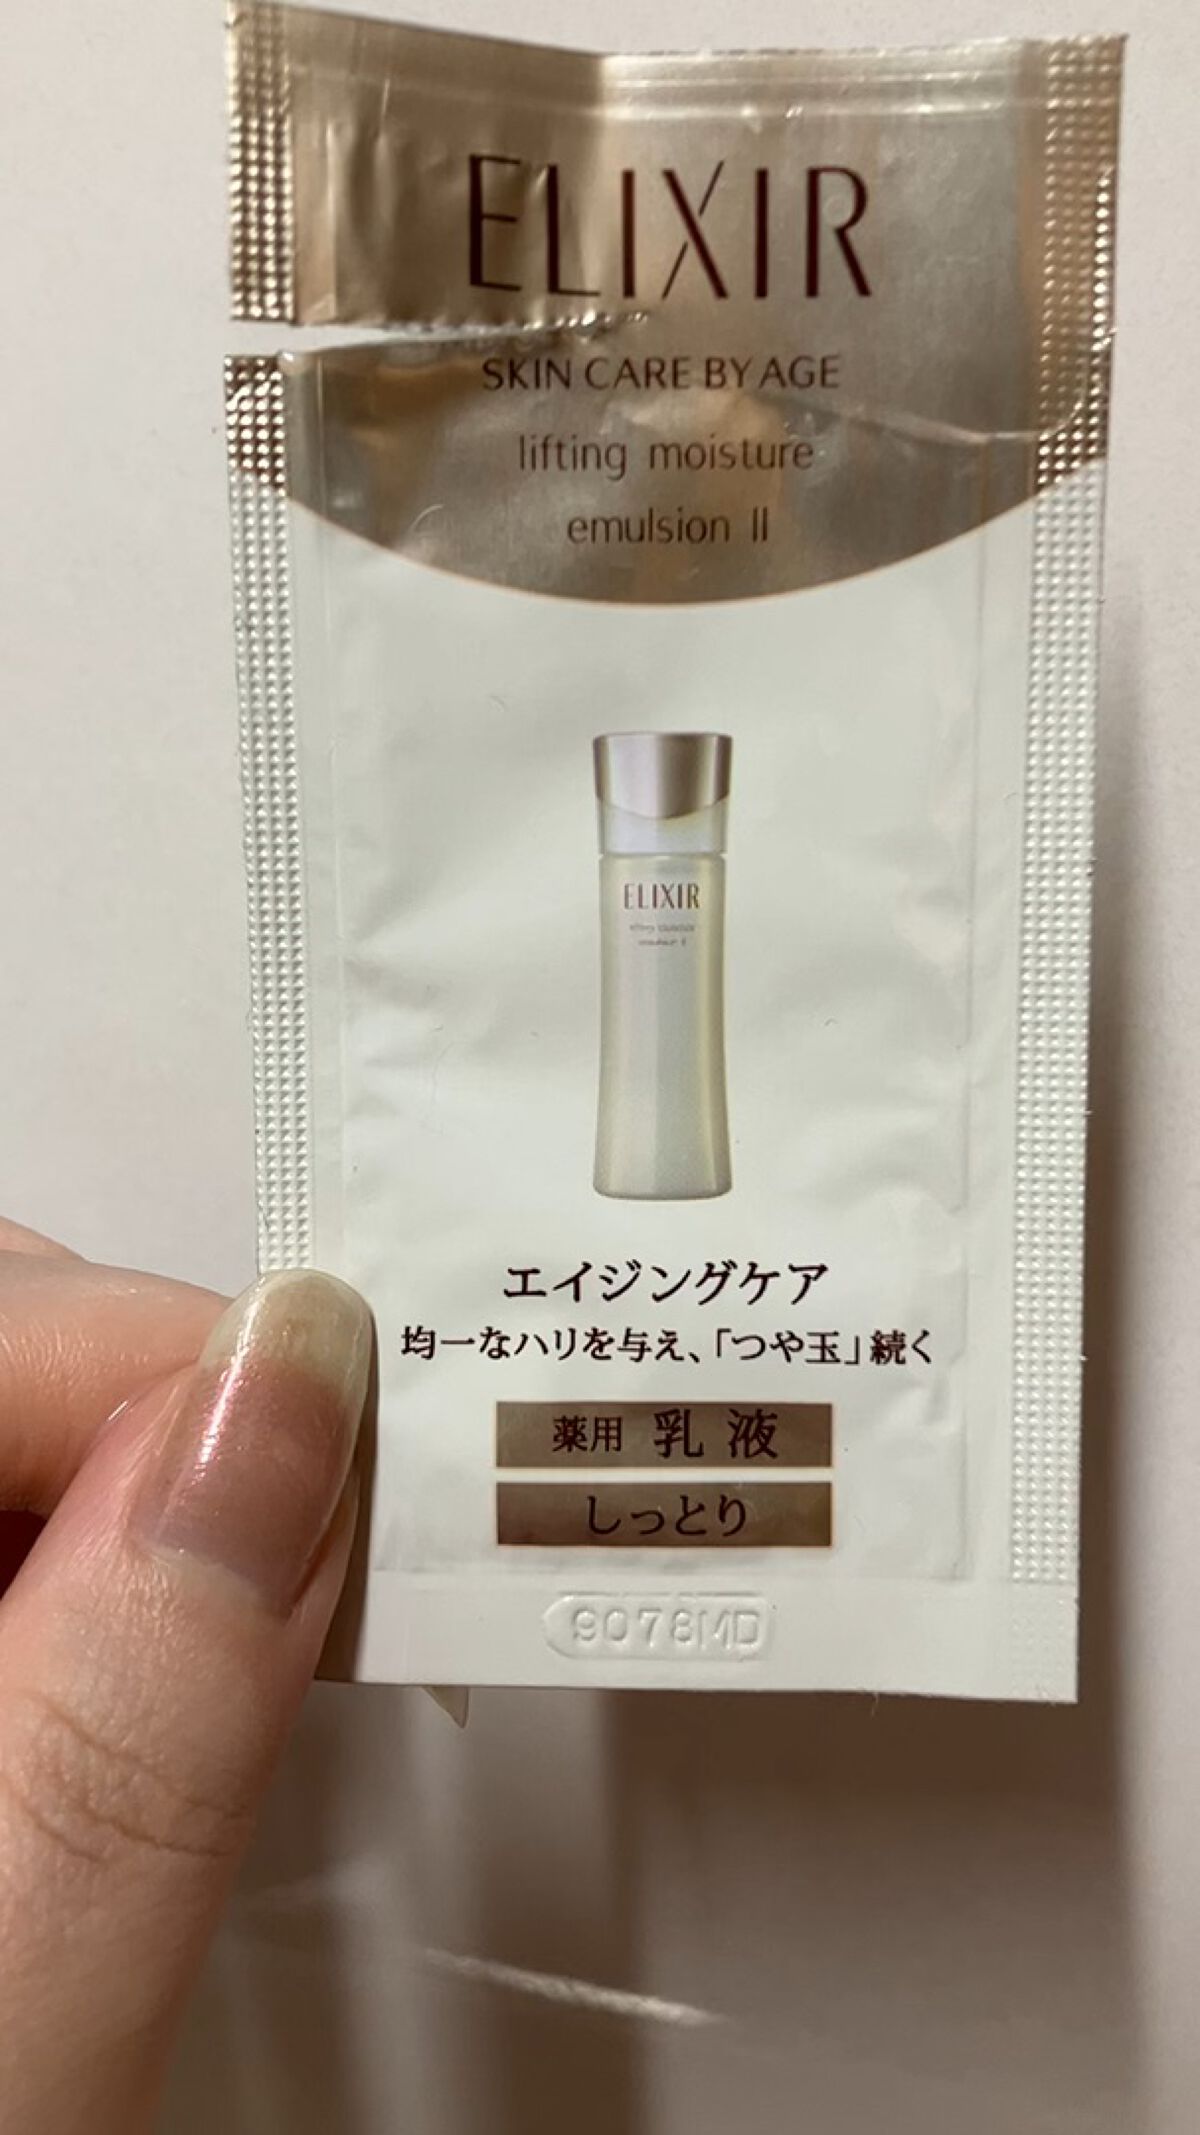 ELIXIR
SKIN CARE BY AGE
lifting moisture
emulsion II
ELIXIR
エイジングケア
均一なハリを与え、「つや玉」続く
薬用 乳液
しっとり
9078MD